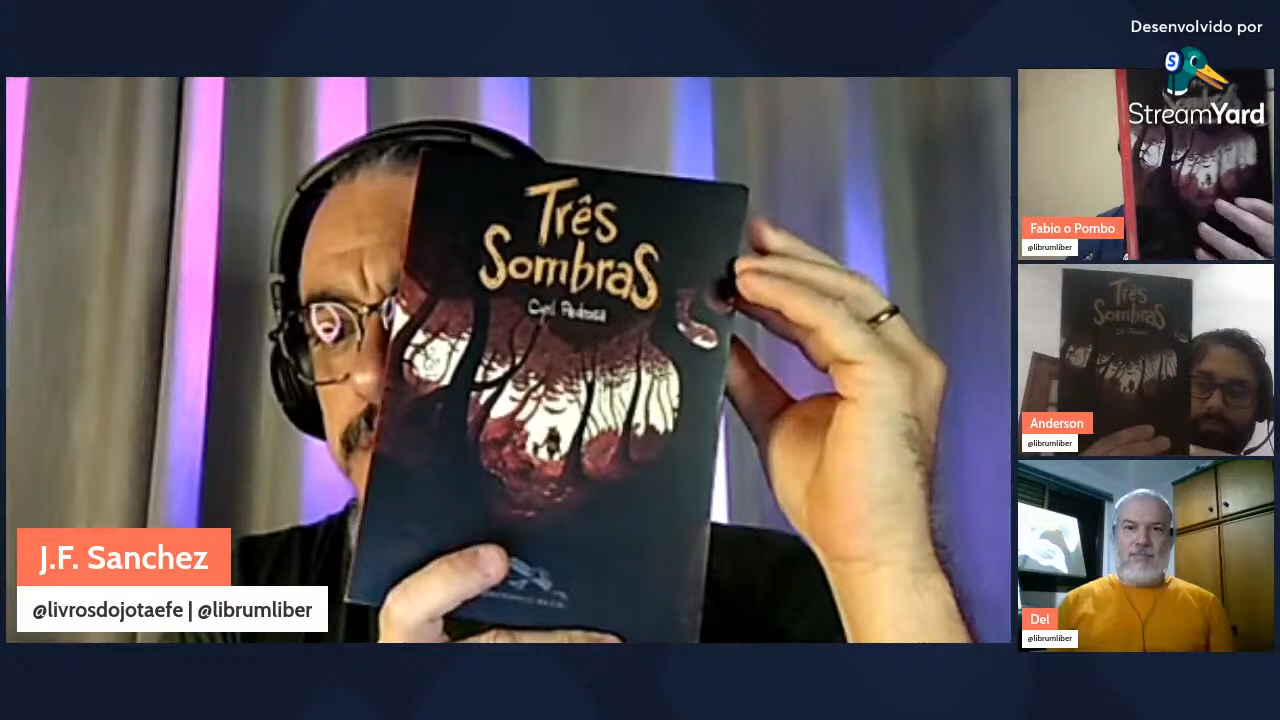 Desenvolvido por
StreamYard
Três
Sombras
Cyril Pedrosa
J.F. Sanchez
@livrosdojotaefe | @librumliber
Fabio o Pombo
@librumliber
Três
Sombras
Anderson
@librumliber
Del
@librumliber